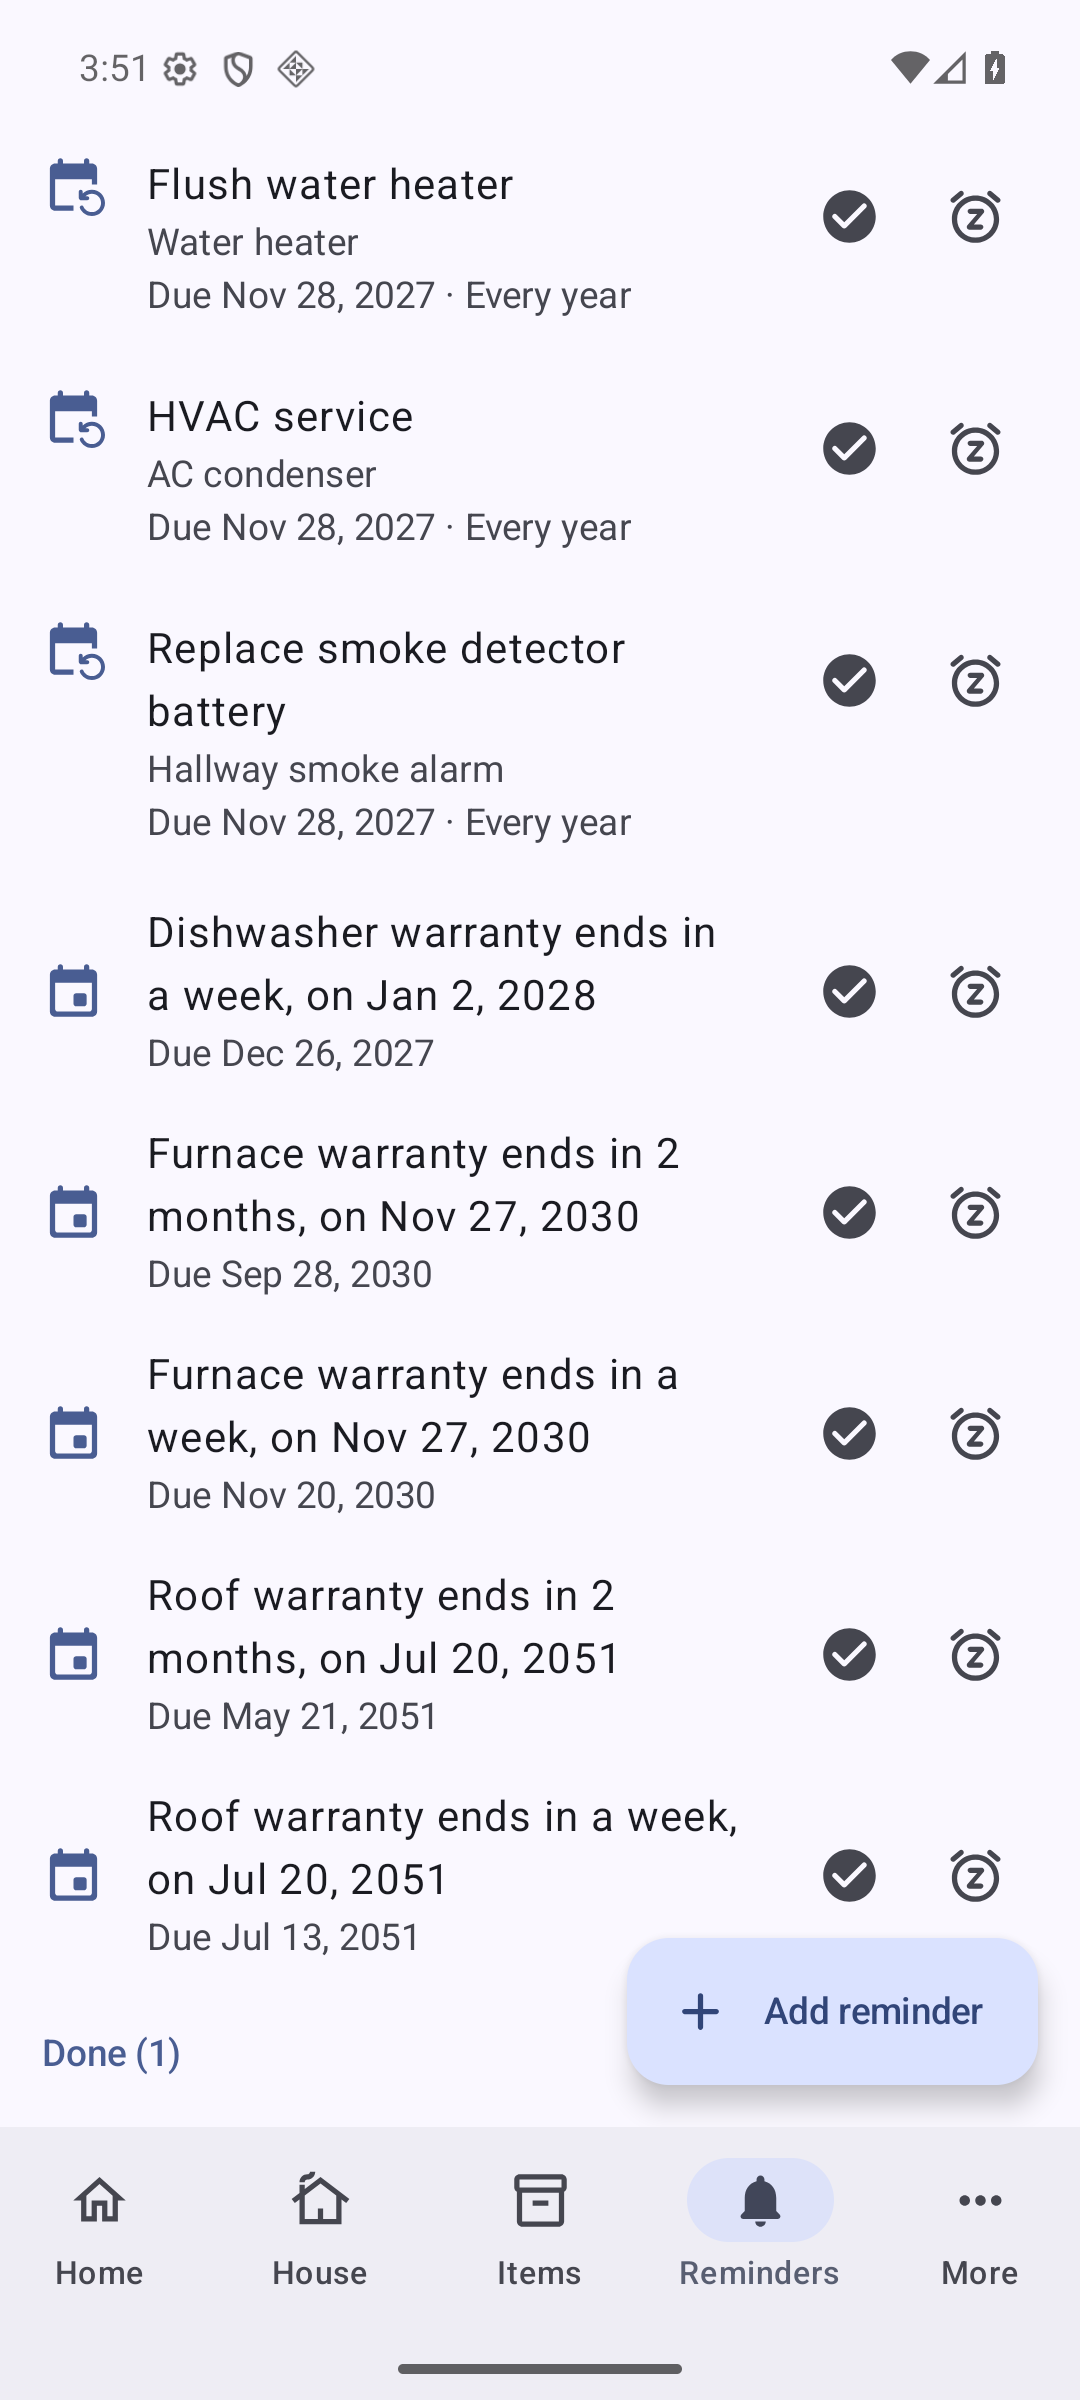 3:51
Flush water heater
Water heater
Due Nov 28, 2027 · Every year
HVAC service
AC condenser
Due Nov 28, 2027 · Every year
Replace smoke detector
battery
Hallway smoke alarm
Due Nov 28, 2027 · Every year
Dishwasher warranty ends in
a week, on Jan 2, 2028
Due Dec 26, 2027
Furnace warranty ends in 2
months, on Nov 27, 2030
Due Sep 28, 2030
Furnace warranty ends in a
week, on Nov 27, 2030
Due Nov 20, 2030
Roof warranty ends in 2
months, on Jul 20, 2051
Due May 21, 2051
Roof warranty ends in a week,
on Jul 20, 2051
Due Jul 13, 2051
Add reminder
Done (1)
Home
House
Items
Reminders
More